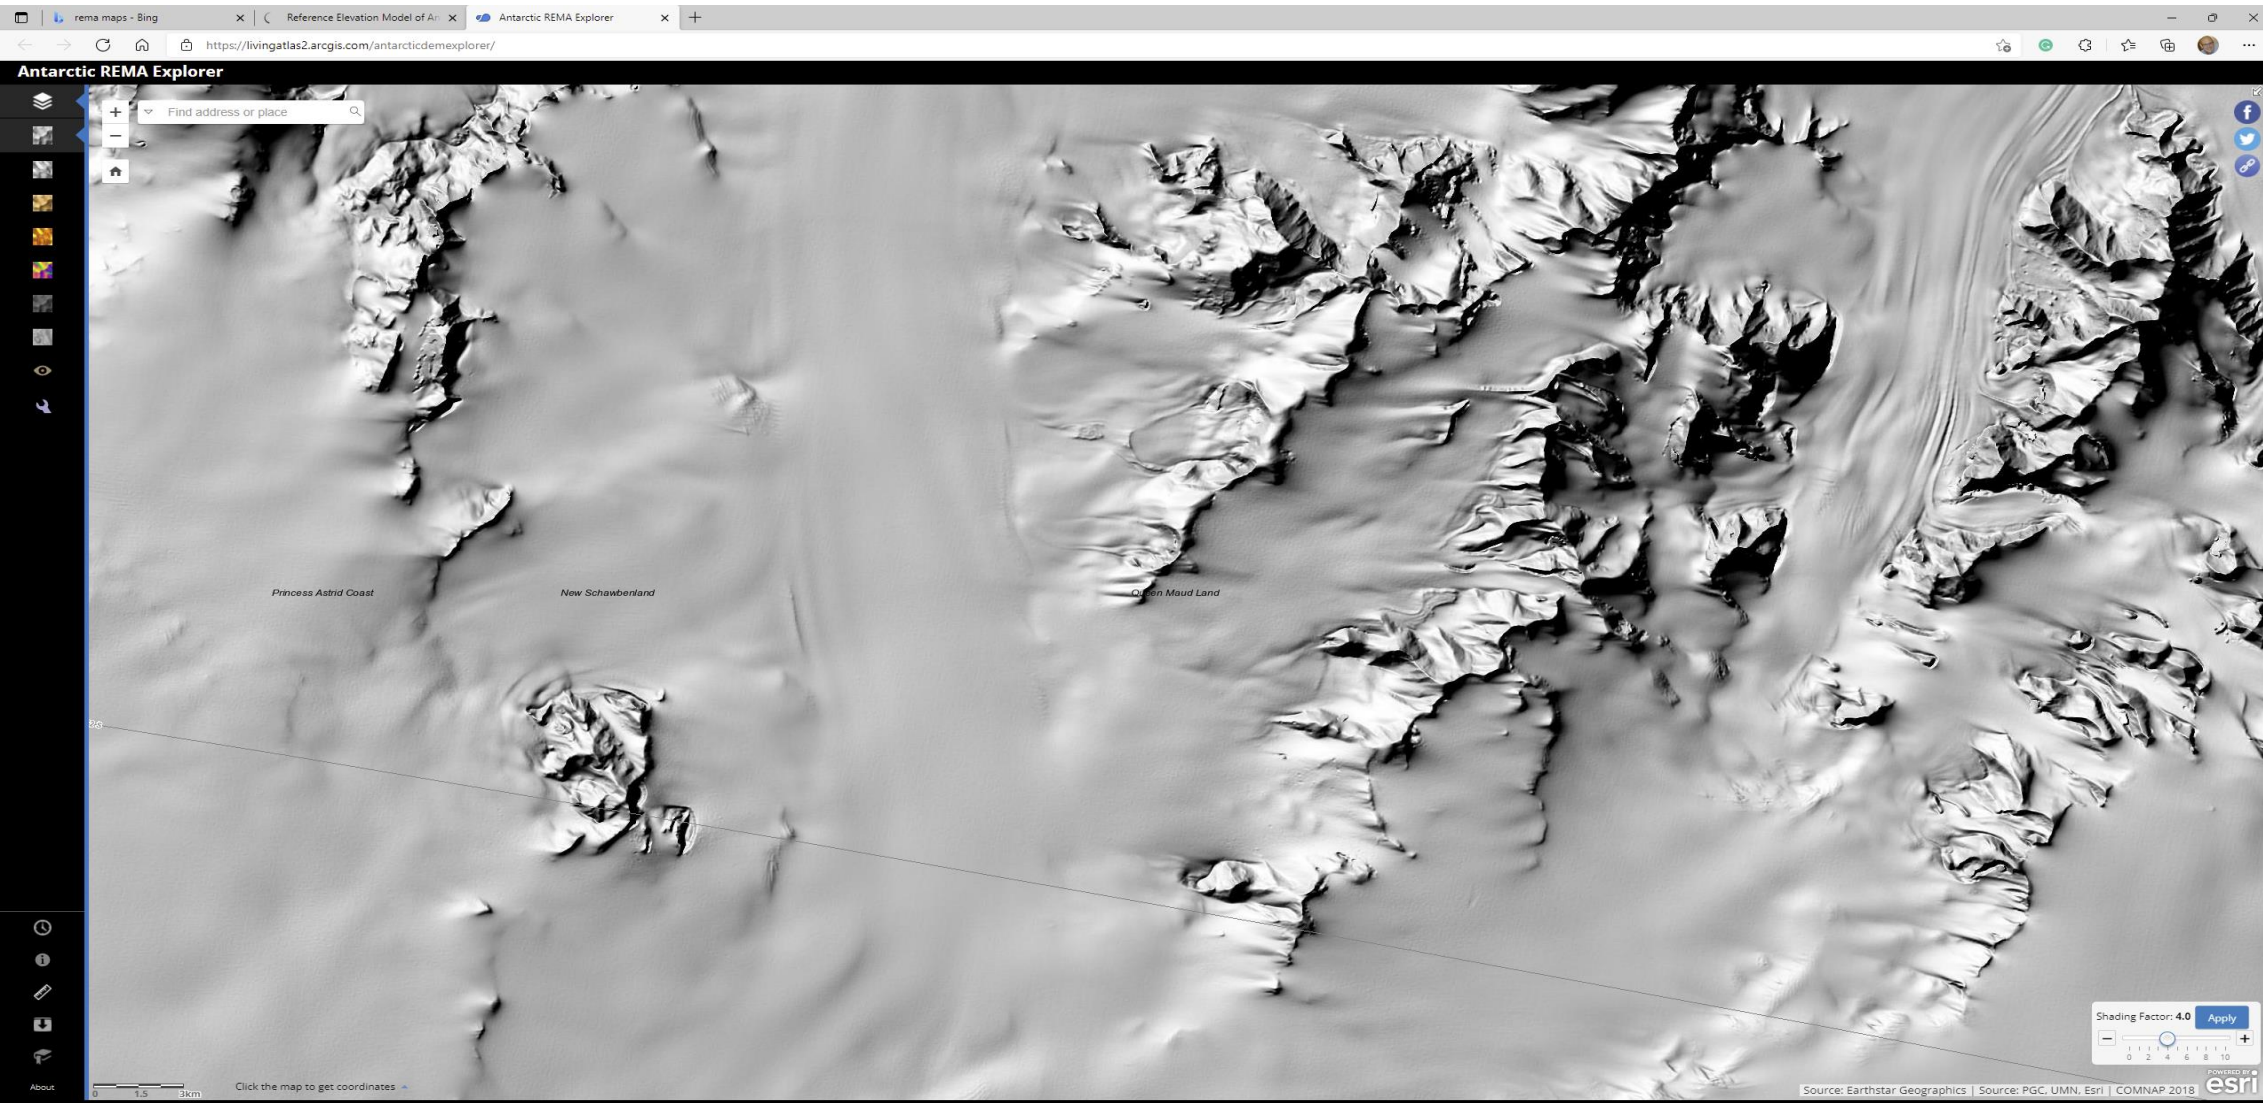 rema maps - Bing
Reference Elevation Model of An
Antarctic REMA Explorer
https://livingatlas2.arcgis.com/antarcticdemexplorer/
Antarctic REMA Explorer
Find address or place
Princess Astrid Coast
New Schawbenland
Queen Maud Land
Shading Factor: 4.0
Apply
0 2 4 6 8 10
About
0 1.5 3km
Click the map to get coordinates
Source: Earthstar Geographics | Source: PGC, UMN, Esri | COMNAP 2018
POWERED BY
esri